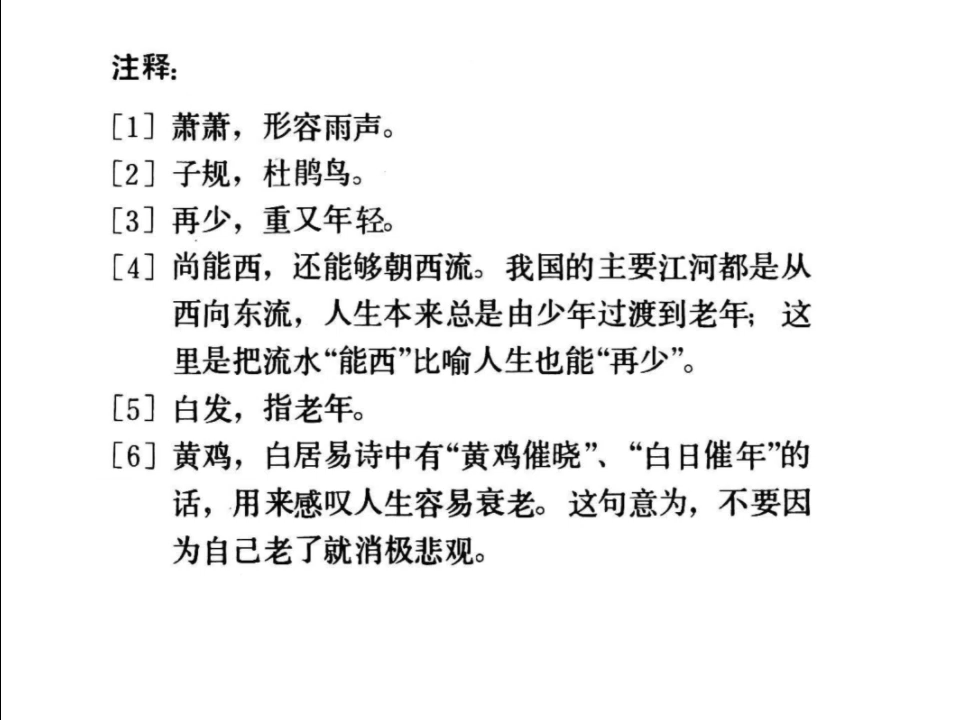 注释：
[1] 萧萧，形容雨声。
[2] 子规，杜鹃鸟。
[3] 再少，重又年轻。
[4] 尚能西，还能够朝西流。我国的主要江河都是从
西向东流，人生本来总是由少年过渡到老年；这
里是把流水“能西”比喻人生也能“再少”。
[5] 白发，指老年。
[6] 黄鸡，白居易诗中有“黄鸡催晓”、“白日催年”的
话，用来感叹人生容易衰老。这句意为，不要因
为自己老了就消极悲观。